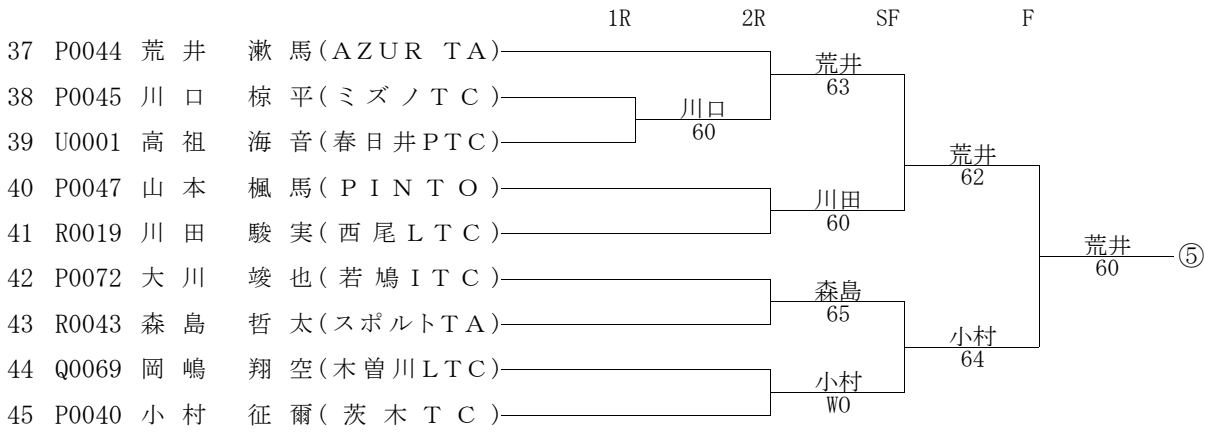 1R 2R SF F
37 P0044 荒井 漱馬(AZUR TA)
荒井
63
38 P0045 川口 椋平(ミズノTC)
川口
60
39 U0001 高祖 海音(春日井PTC)
荒井
62
40 P0047 山本 楓馬(PINTO)
川田
60
41 R0019 川田 駿実(西尾LTC)
荒井
60
⑤
42 P0072 大川 竣也(若鳩ITC)
森島
65
43 R0043 森島 哲太(スポルトTA)
小村
64
44 Q0069 岡嶋 翔空(木曽川LTC)
小村
WO
45 P0040 小村 征爾(茨木TC)